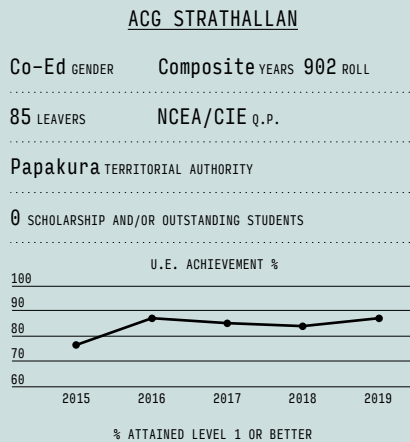 ACG STRATHALLAN
Co-Ed GENDER Composite YEARS 902 ROLL
85 LEAVERS NCEA/CIE Q.P.
Papakura TERRITORIAL AUTHORITY
0 SCHOLARSHIP AND/OR OUTSTANDING STUDENTS
U.E. ACHIEVEMENT %
100
90
80
70
60
2015 2016 2017 2018 2019
% ATTAINED LEVEL 1 OR BETTER